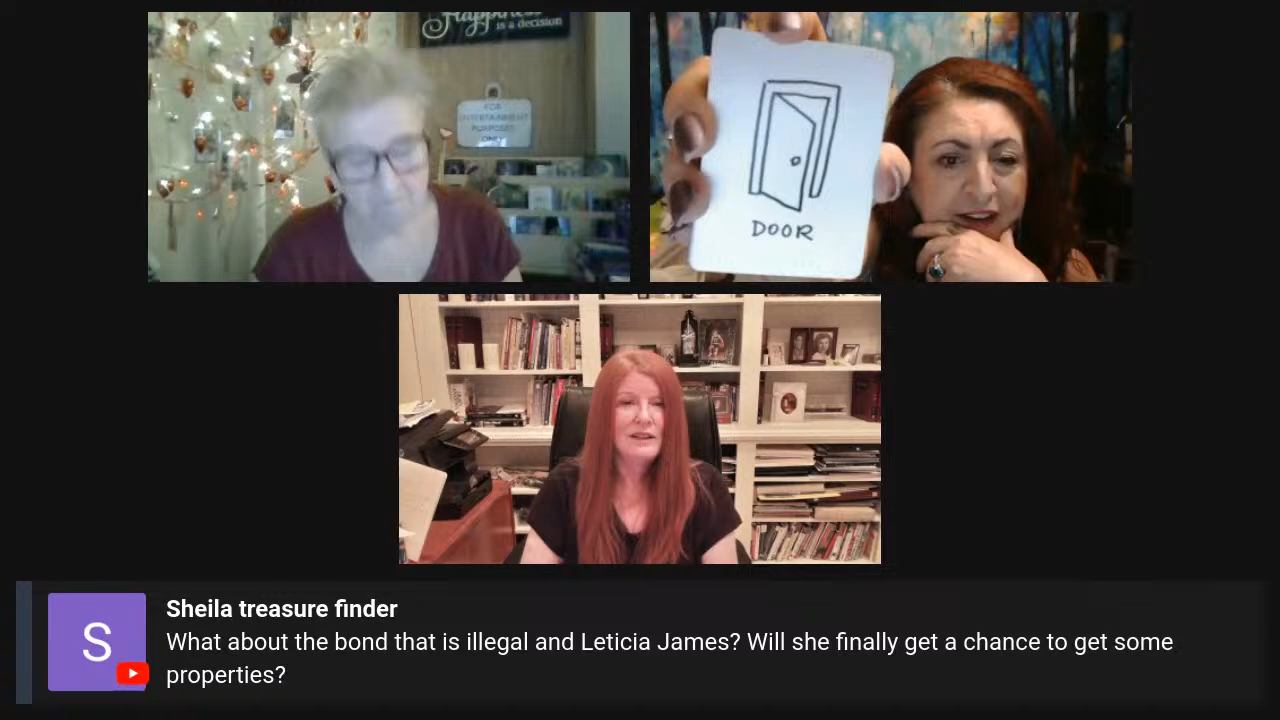 Happiness
is a decision
FOR
ENTERTAINMENT
PURPOSES
ONLY
DOOR
S
Sheila treasure finder
What about the bond that is illegal and Leticia James? Will she finally get a chance to get some
properties?